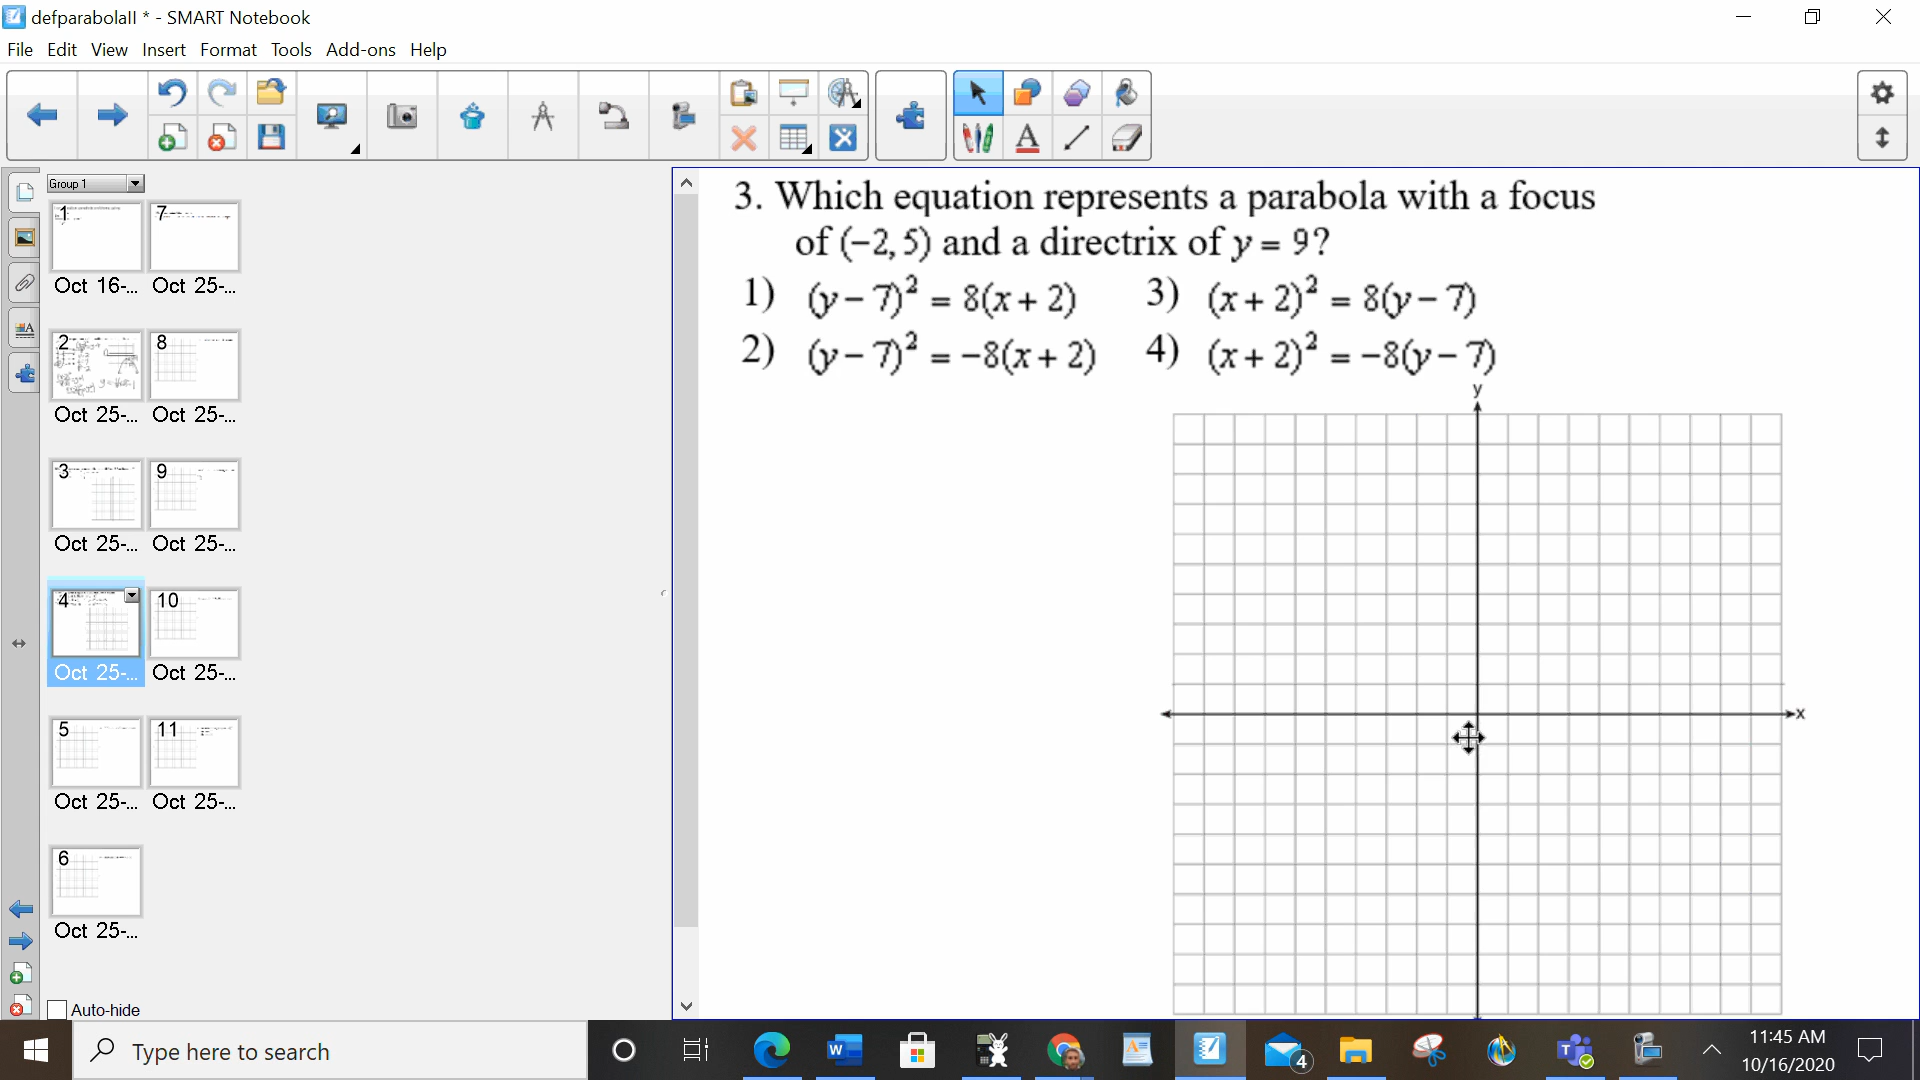 defparabolaII * - SMART Notebook
File Edit View Insert Format Tools Add-ons Help
Group 1
1
7
Oct 16-... Oct 25-...
2
8
Oct 25-... Oct 25-...
3
9
Oct 25-... Oct 25-...
4
10
Oct 25-... Oct 25-...
5
11
Oct 25-... Oct 25-...
6
Oct 25-...
Auto-hide
3. Which equation represents a parabola with a focus
of (−2, 5) and a directrix of y = 9?
1) (y − 7)² = 8(x + 2) 3) (x + 2)² = 8(y − 7)
2) (y − 7)² = −8(x + 2) 4) (x + 2)² = −8(y − 7)
y
x
Type here to search
4
11:45 AM
10/16/2020